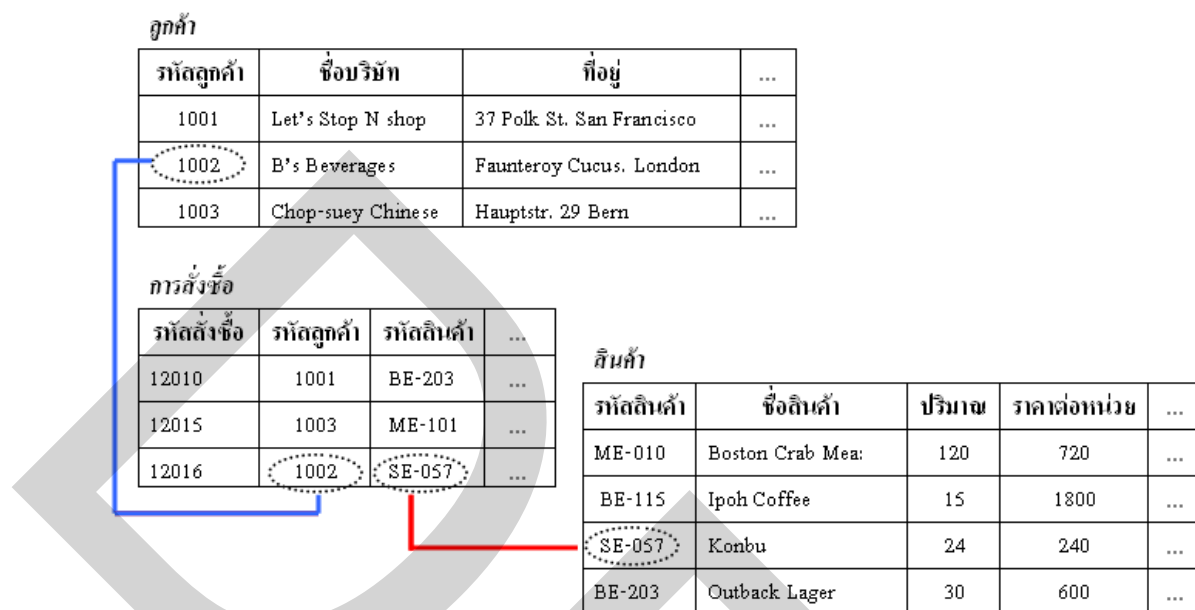 ลูกค้า
รหัสลูกค้า ชื่อบริษัท ที่อยู่ ...
1001 Let's Stop N shop 37 Polk St. San Francisco ...
1002 B's Beverages Faunteroy Cucus. London ...
1003 Chop-suey Chinese Hauptstr. 29 Bern ...
การสั่งซื้อ
รหัสสั่งซื้อ รหัสลูกค้า รหัสสินค้า ...
12010 1001 BE-203 ...
12015 1003 ME-101 ...
12016 1002 SE-057 ...
สินค้า
รหัสสินค้า ชื่อสินค้า ปริมาณ ราคาต่อหน่วย ...
ME-010 Boston Crab Mea: 120 720 ...
BE-115 Ipoh Coffee 15 1800 ...
SE-057 Konbu 24 240 ...
BE-203 Outback Lager 30 600 ...